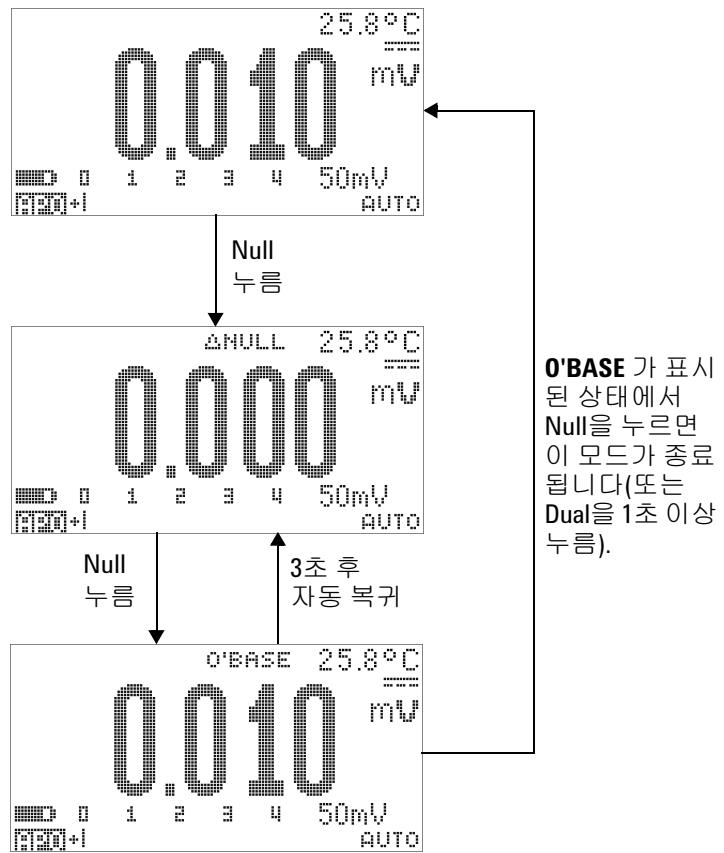 25.8°C
0.010 mV
0 1 2 3 4 50mV
AUTO
Null
누름
ΔNULL 25.8°C
0.000 mV
0 1 2 3 4 50mV
AUTO
O'BASE 가 표시
된 상태에서
Null을 누르면
이 모드가 종료
됩니다(또는
Dual을 1초 이상
누름).
Null
누름
3초 후
자동 복귀
O'BASE 25.8°C
0.010 mV
0 1 2 3 4 50mV
AUTO